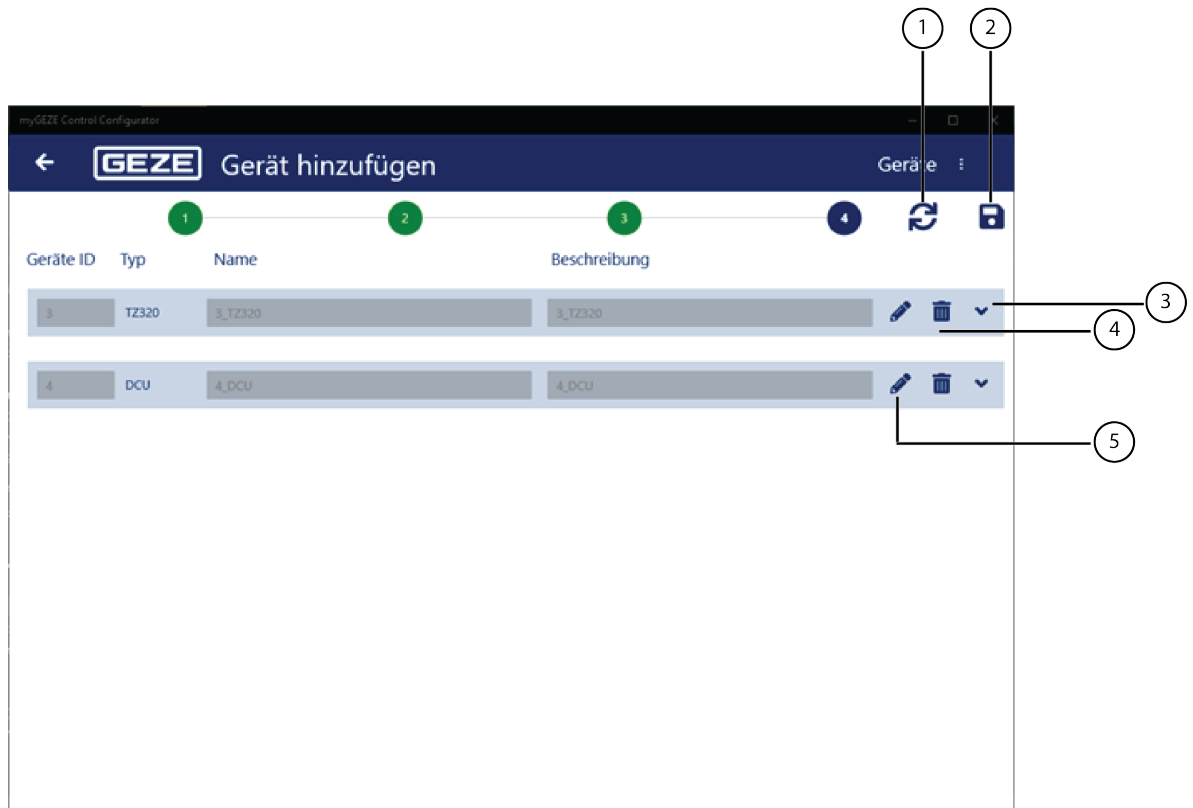 1 2
myGEZE Control Configurator
GEZE Gerät hinzufügen Geräte
1 2 3 4
Geräte ID Typ Name Beschreibung
3 TZ320 3_TZ320 3_TZ320
3
4
4 DCU 4_DCU 4_DCU
5